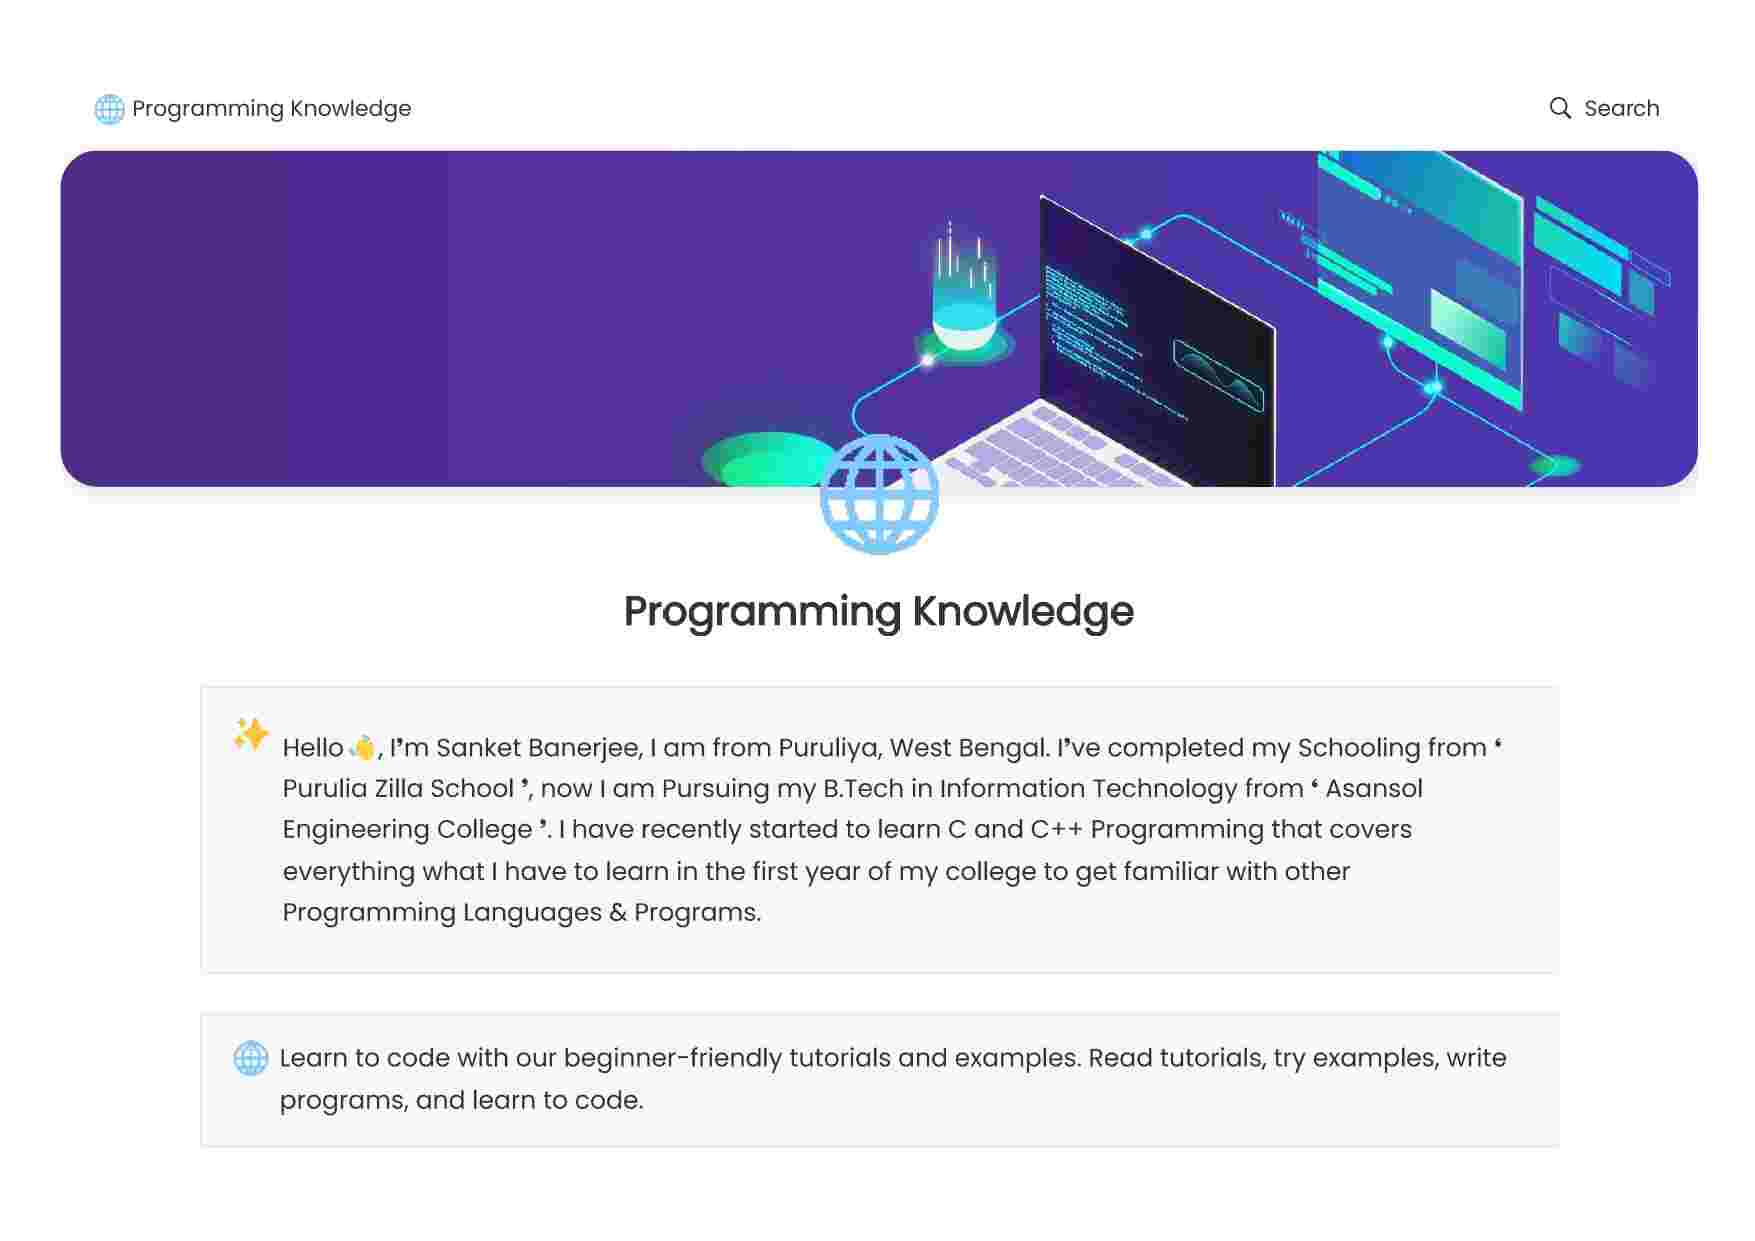 Programming Knowledge
Search
Programming Knowledge
Hello 👋, I❜m Sanket Banerjee, I am from Puruliya, West Bengal. I❜ve completed my Schooling from ❛
Purulia Zilla School ❜, now I am Pursuing my B.Tech in Information Technology from ❛ Asansol
Engineering College ❜. I have recently started to learn C and C++ Programming that covers
everything what I have to learn in the first year of my college to get familiar with other
Programming Languages & Programs.
Learn to code with our beginner-friendly tutorials and examples. Read tutorials, try examples, write
programs, and learn to code.